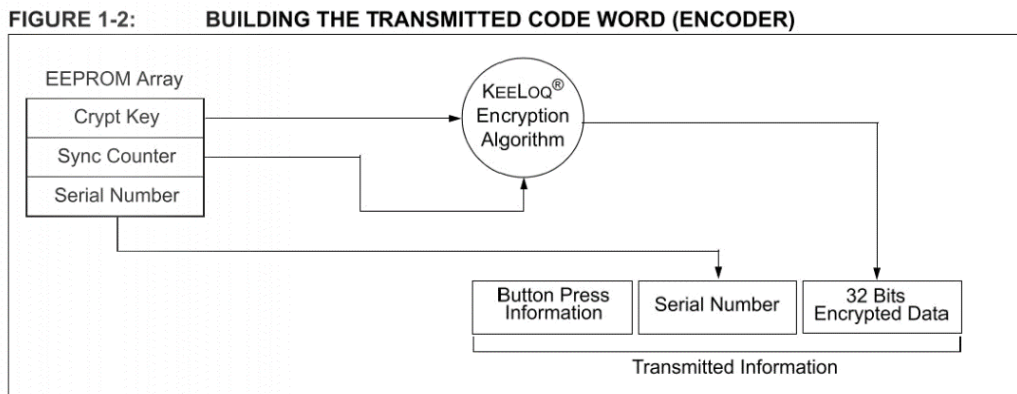 FIGURE 1-2: BUILDING THE TRANSMITTED CODE WORD (ENCODER)
EEPROM Array
Crypt Key
Sync Counter
Serial Number
KEELOQ®
Encryption
Algorithm
Button Press
Information
Serial Number
32 Bits
Encrypted Data
Transmitted Information